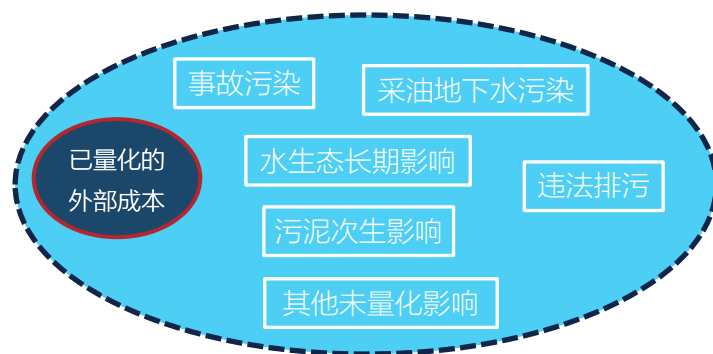 事故污染
采油地下水污染
已量化的
外部成本
水生态长期影响
违法排污
污泥次生影响
其他未量化影响